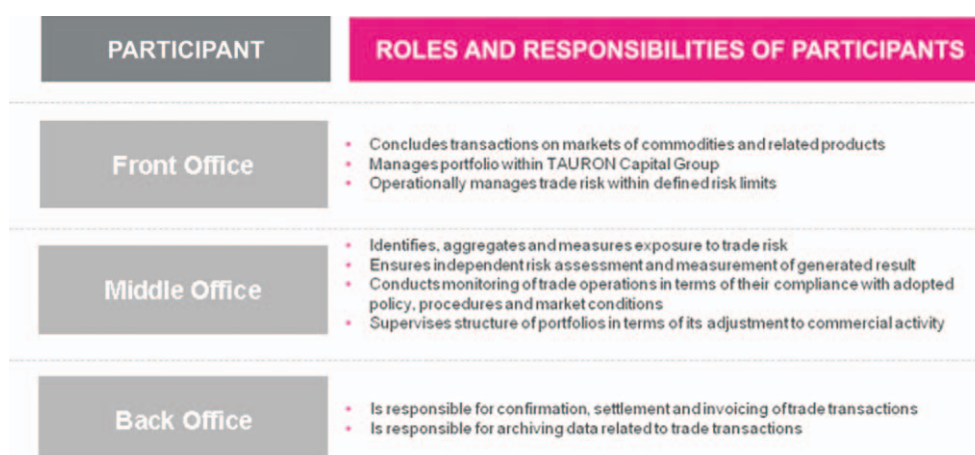 PARTICIPANT
ROLES AND RESPONSIBILITIES OF PARTICIPANTS
Front Office
• Concludes transactions on markets of commodities and related products
• Manages portfolio within TAURON Capital Group
• Operationally manages trade risk within defined risk limits
Middle Office
• Identifies, aggregates and measures exposure to trade risk
• Ensures independent risk assessment and measurement of generated result
• Conducts monitoring of trade operations in terms of their compliance with adopted
policy, procedures and market conditions
• Supervises structure of portfolios in terms of its adjustment to commercial activity
Back Office
• Is responsible for confirmation, settlement and invoicing of trade transactions
• Is responsible for archiving data related to trade transactions